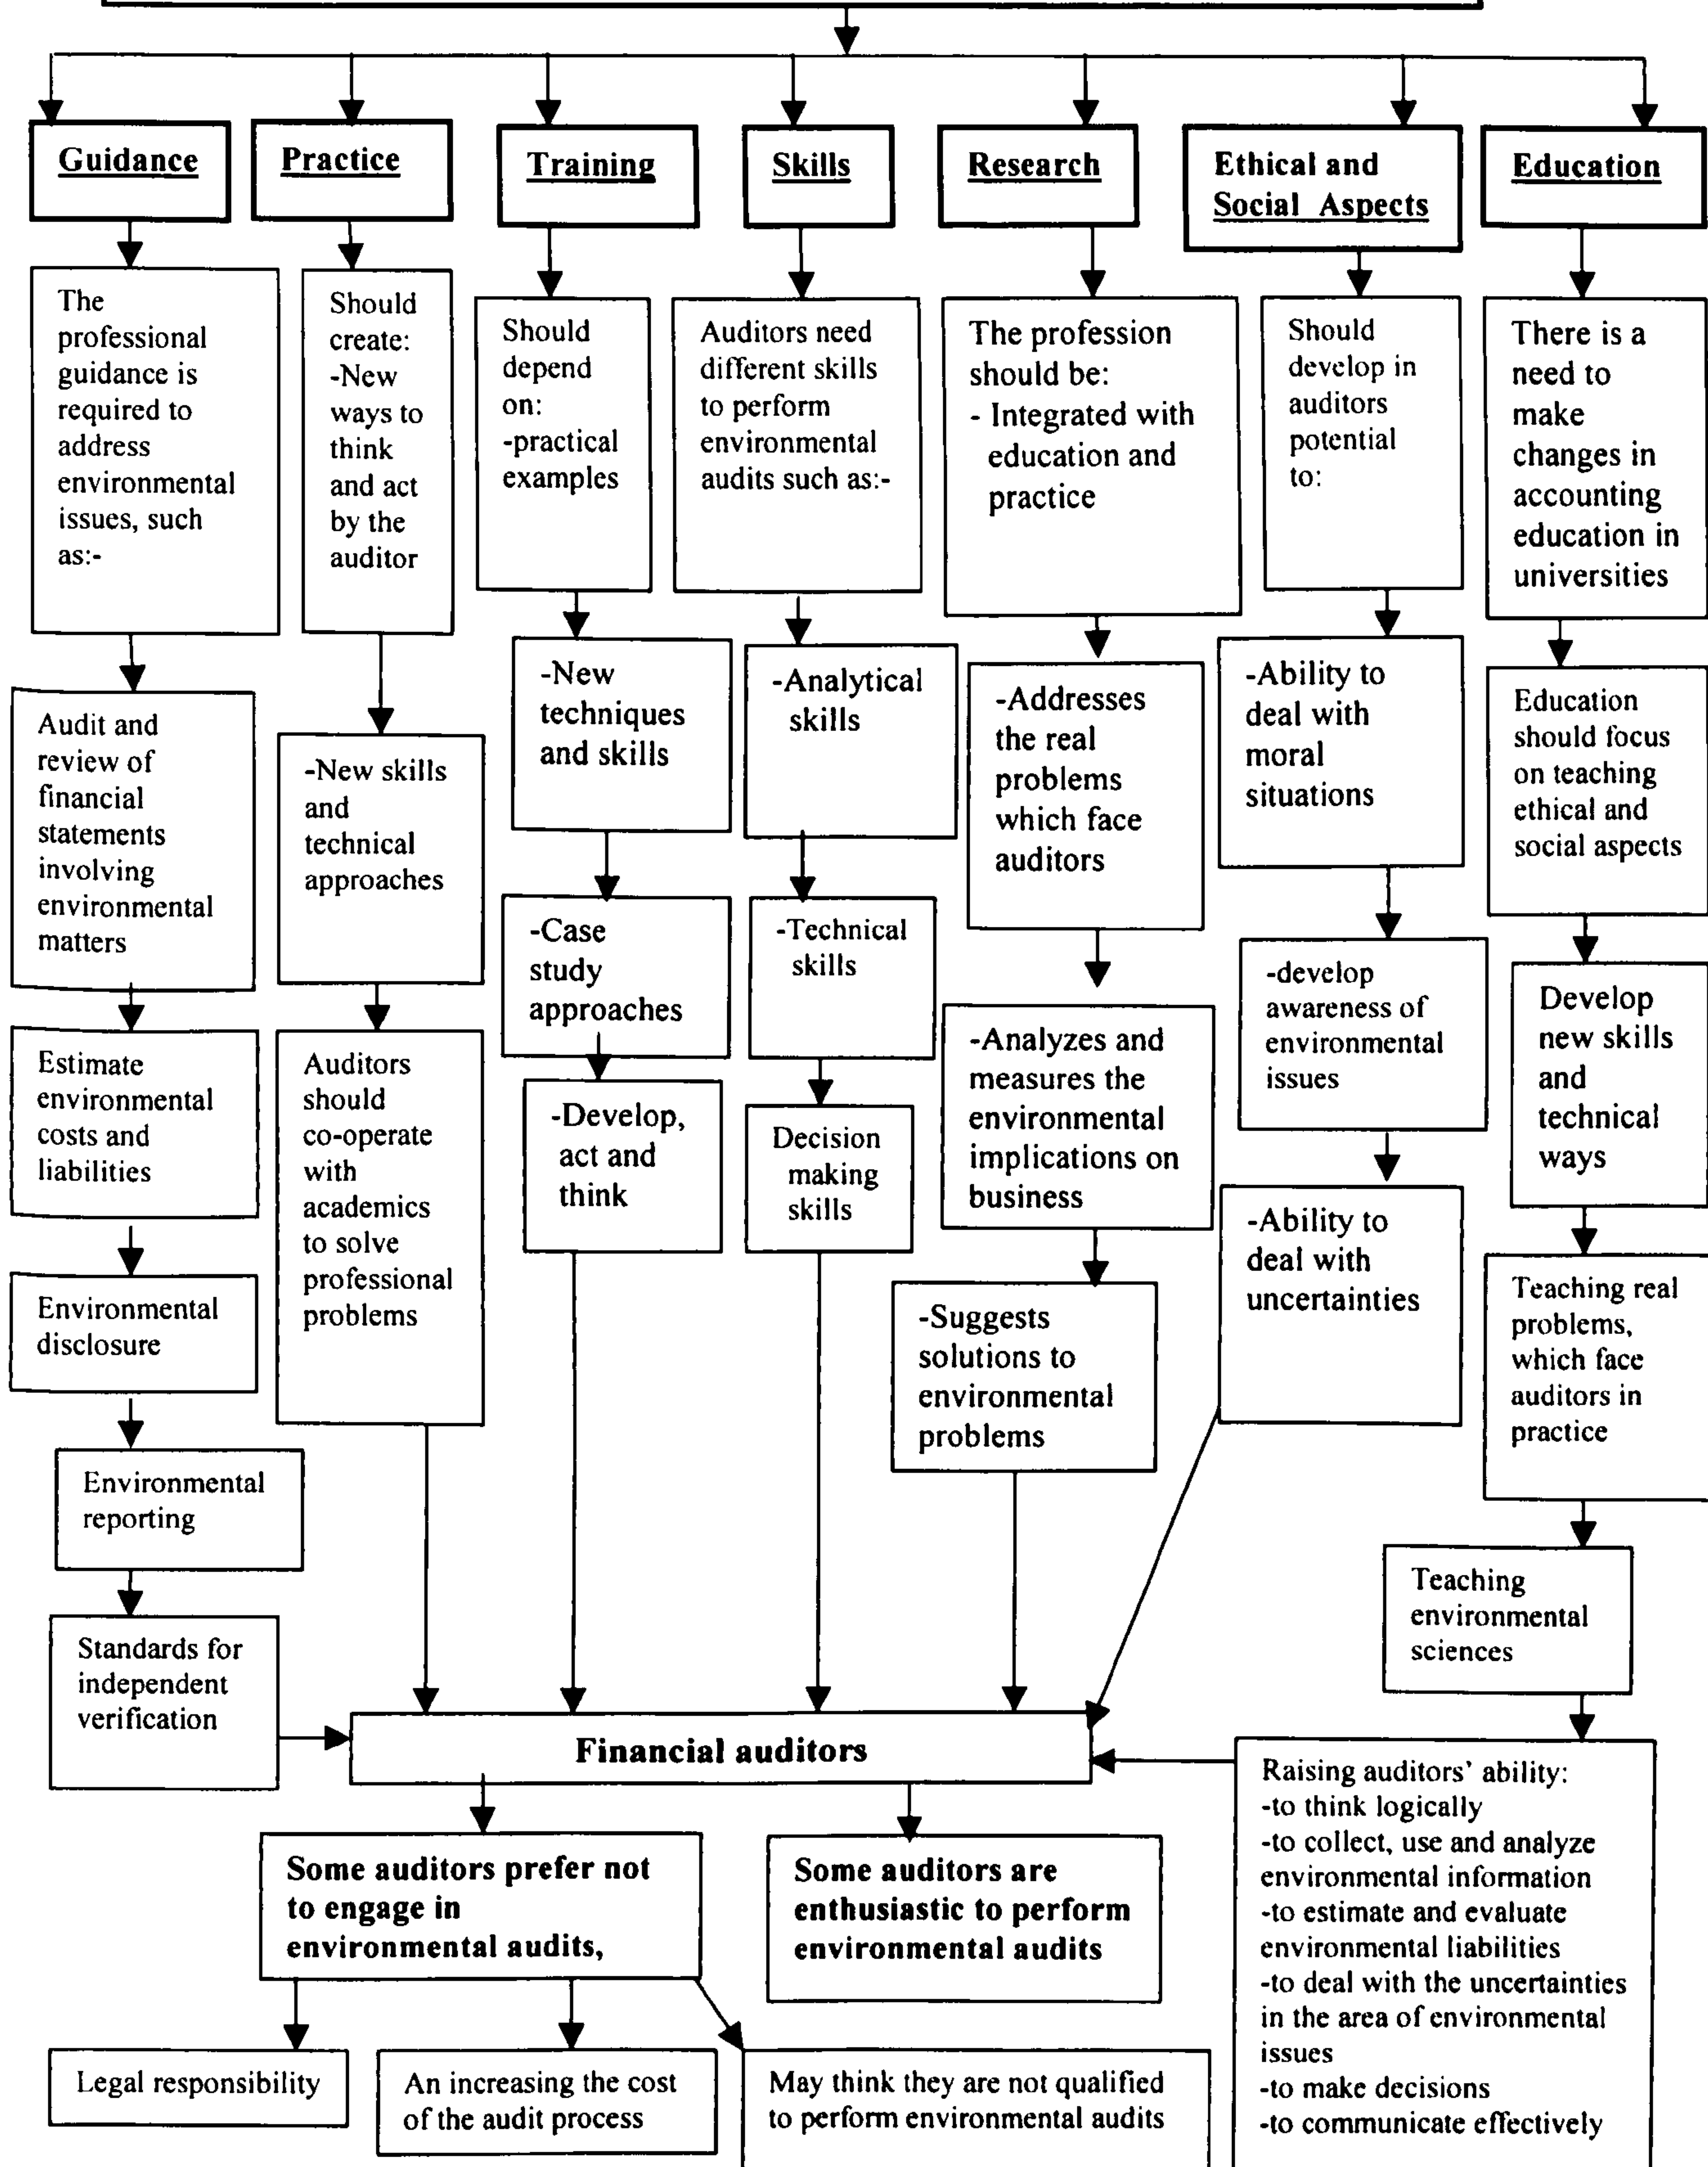 Guidance
Practice
Training
Skills
Research
Ethical and
Social Aspects
Education
The
professional
guidance is
required to
address
environmental
issues, such
as:-
Audit and
review of
financial
statements
involving
environmental
matters
Estimate
environmental
costs and
liabilities
Environmental
disclosure
Environmental
reporting
Standards for
independent
verification
Should
create:
-New
ways to
think
and act
by the
auditor
-New skills
and
technical
approaches
Auditors
should
co-operate
with
academics
to solve
professional
problems
Should
depend
on:
-practical
examples
-New
techniques
and skills
-Case
study
approaches
-Develop,
act and
think
Auditors need
different skills
to perform
environmental
audits such as:-
-Analytical
skills
-Technical
skills
Decision
making
skills
The profession
should be:
- Integrated with
education and
practice
-Addresses
the real
problems
which face
auditors
-Analyzes and
measures the
environmental
implications on
business
-Suggests
solutions to
environmental
problems
Should
develop in
auditors
potential
to:
-Ability to
deal with
moral
situations
-develop
awareness of
environmental
issues
-Ability to
deal with
uncertainties
There is a
need to
make
changes in
accounting
education in
universities
Education
should focus
on teaching
ethical and
social aspects
Develop
new skills
and
technical
ways
Teaching real
problems,
which face
auditors in
practice
Teaching
environmental
sciences
Raising auditors' ability:
-to think logically
-to collect, use and analyze
environmental information
-to estimate and evaluate
environmental liabilities
-to deal with the uncertainties
in the area of environmental
issues
-to make decisions
-to communicate effectively
Financial auditors
Some auditors prefer not
to engage in
environmental audits,
Some auditors are
enthusiastic to perform
environmental audits
Legal responsibility
An increasing the cost
of the audit process
May think they are not qualified
to perform environmental audits